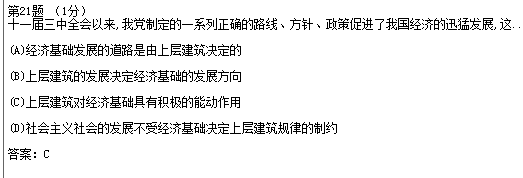 第21题 （1分）
十一届三中全会以来,我党制定的一系列正确的路线、方针、政策促进了我国经济的迅猛发展,这..
(A)经济基础发展的道路是由上层建筑决定的
(B)上层建筑的发展决定经济基础的发展方向
(C)上层建筑对经济基础具有积极的能动作用
(D)社会主义社会的发展不受经济基础决定上层建筑规律的制约
答案：C